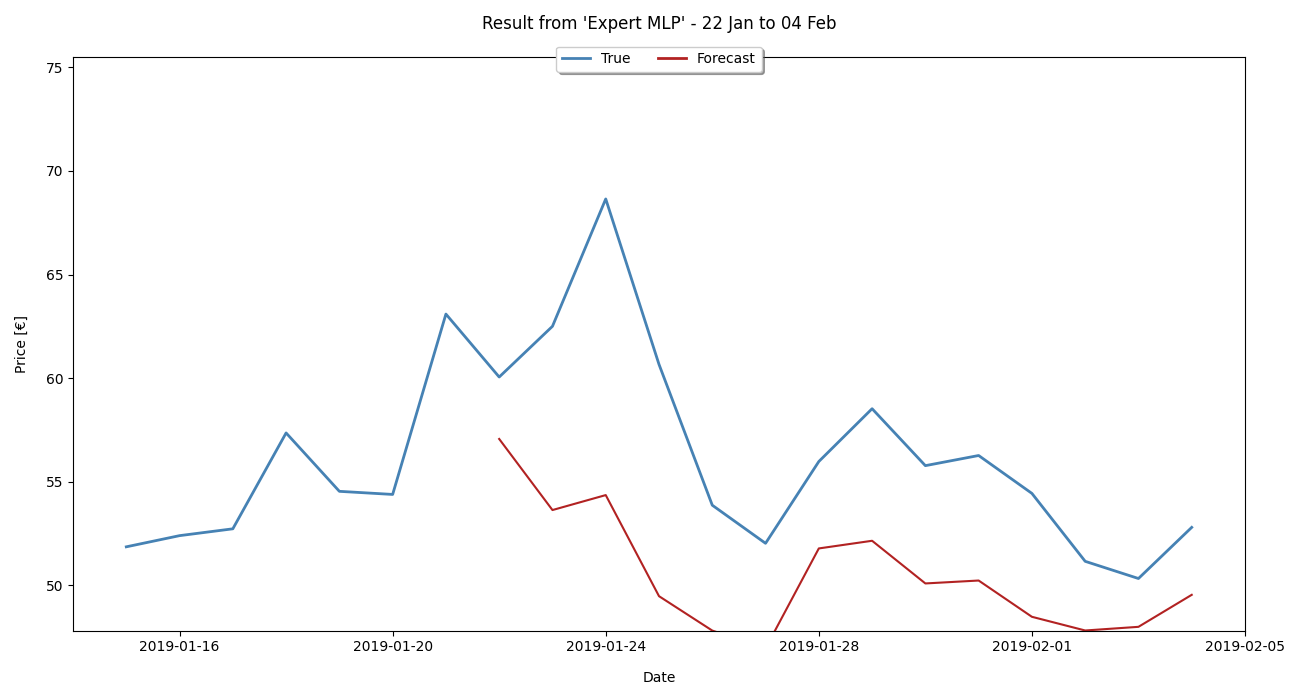 Result from 'Expert MLP' - 22 Jan to 04 Feb
True Forecast
75
70
65
60
55
50
Price [€]
2019-01-16 2019-01-20 2019-01-24 2019-01-28 2019-02-01 2019-02-05
Date